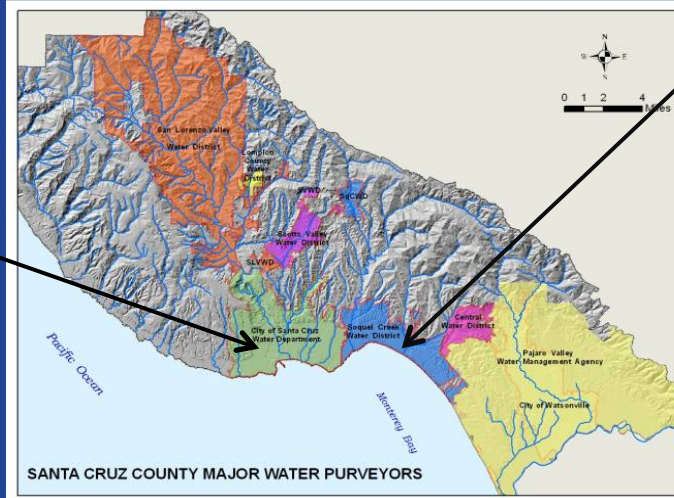 N
W E
S
0 1 2 4
Miles
San Lorenzo Valley
Water District
Lompico
County
Water
District
SVWD
SqCWD
Scotts Valley
Water District
SLVWD
City of Santa Cruz
Water Department
Soquel Creek
Water District
Central
Water District
Pajaro Valley
Water Management Agency
City of Watsonville
Pacific Ocean
Monterey Bay
SANTA CRUZ COUNTY MAJOR WATER PURVEYORS